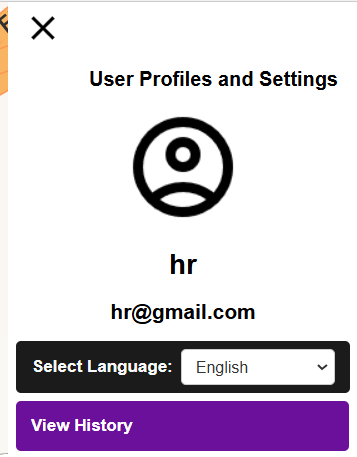 User Profiles and Settings
hr
hr@gmail.com
Select Language: English
View History